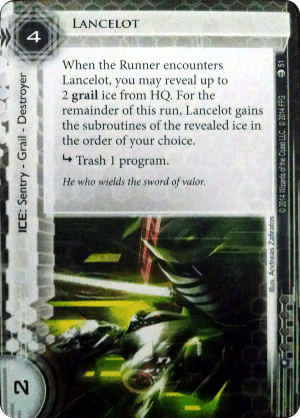 4
LANCELOT
ICE: Sentry - Grail - Destroyer
When the Runner encounters
Lancelot, you may reveal up to
2 grail ice from HQ. For the
remainder of this run, Lancelot gains
the subroutines of the revealed ice in
the order of your choice.
↳ Trash 1 program.
He who wields the sword of valor.
51
© 2014 Wizards of the Coast LLC. © 2014 FFG
Illus. Andreas Zafiratos
2